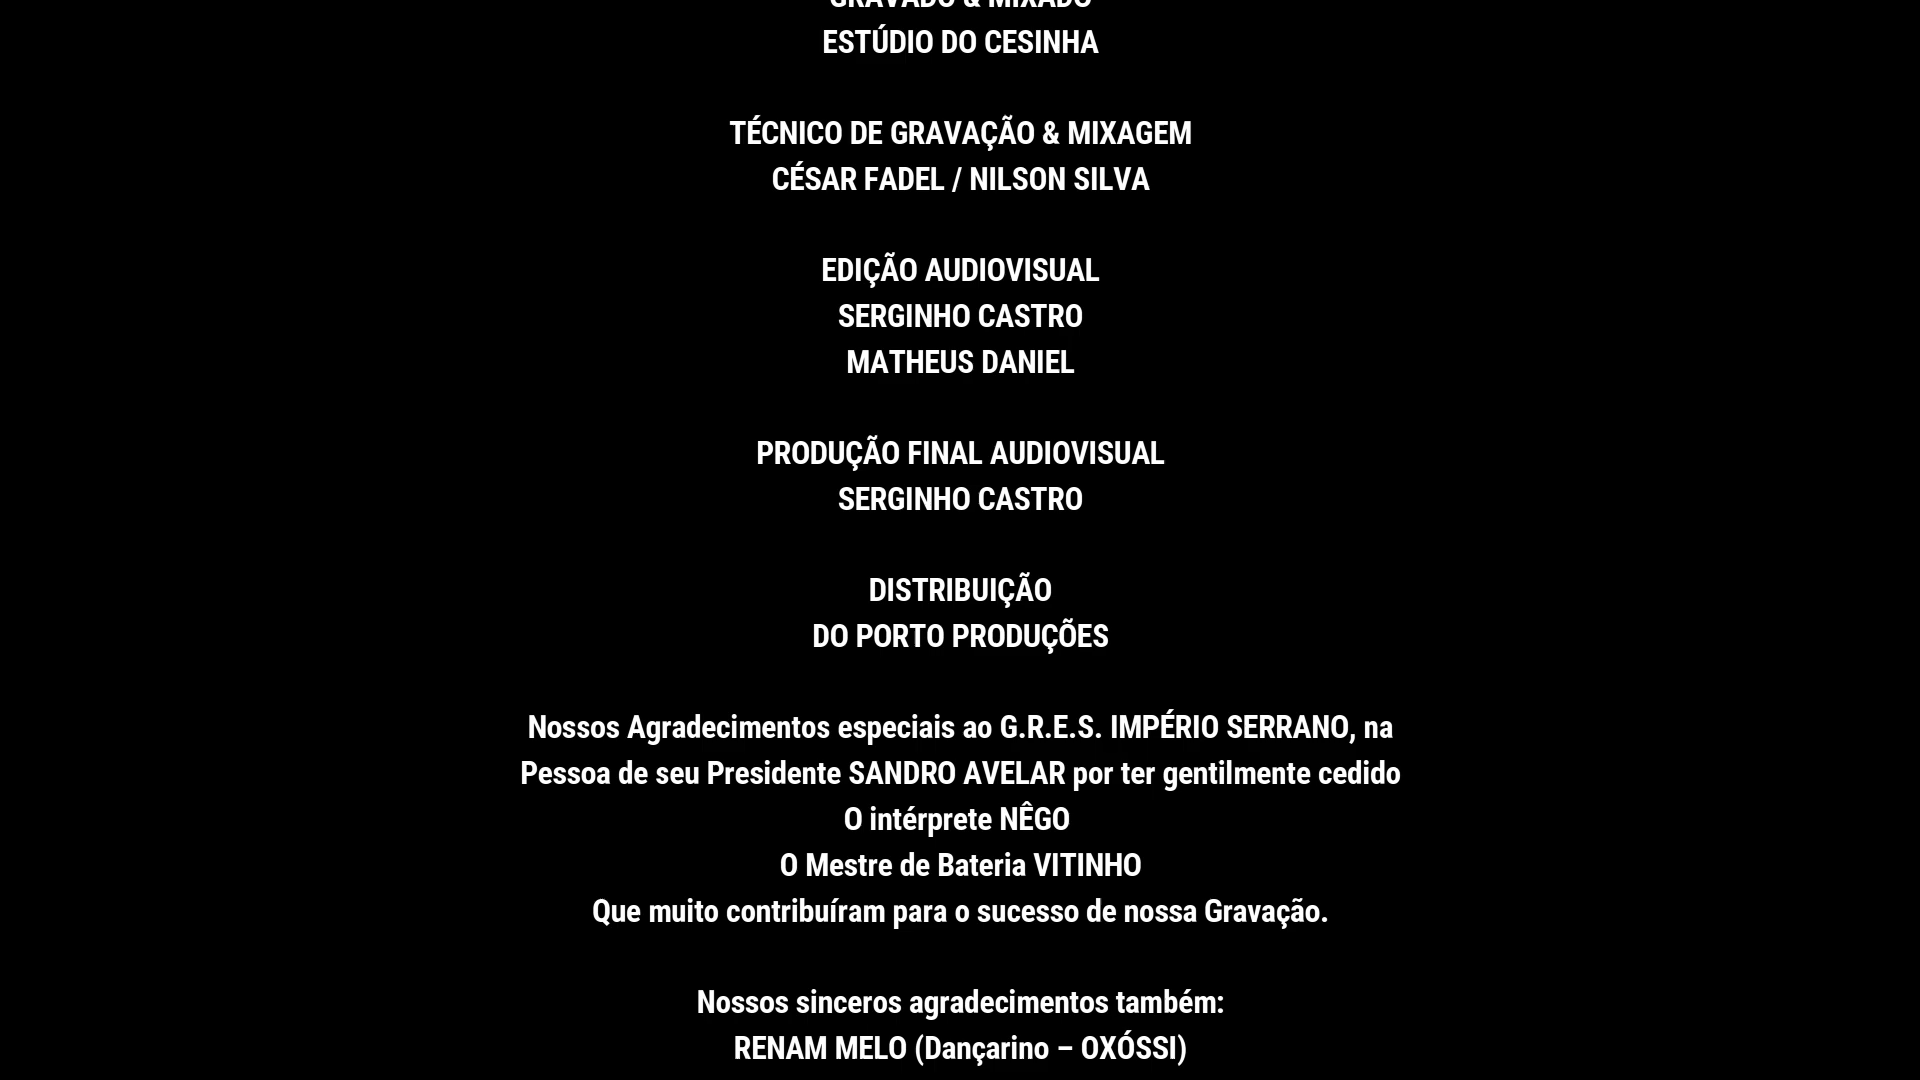 GRAVADO & MIXADO
ESTÚDIO DO CESINHA
TÉCNICO DE GRAVAÇÃO & MIXAGEM
CÉSAR FADEL / NILSON SILVA
EDIÇÃO AUDIOVISUAL
SERGINHO CASTRO
MATHEUS DANIEL
PRODUÇÃO FINAL AUDIOVISUAL
SERGINHO CASTRO
DISTRIBUIÇÃO
DO PORTO PRODUÇÕES
Nossos Agradecimentos especiais ao G.R.E.S. IMPÉRIO SERRANO, na
Pessoa de seu Presidente SANDRO AVELAR por ter gentilmente cedido
O intérprete NÊGO
O Mestre de Bateria VITINHO
Que muito contribuíram para o sucesso de nossa Gravação.
Nossos sinceros agradecimentos também:
RENAM MELO (Dançarino – OXÓSSI)